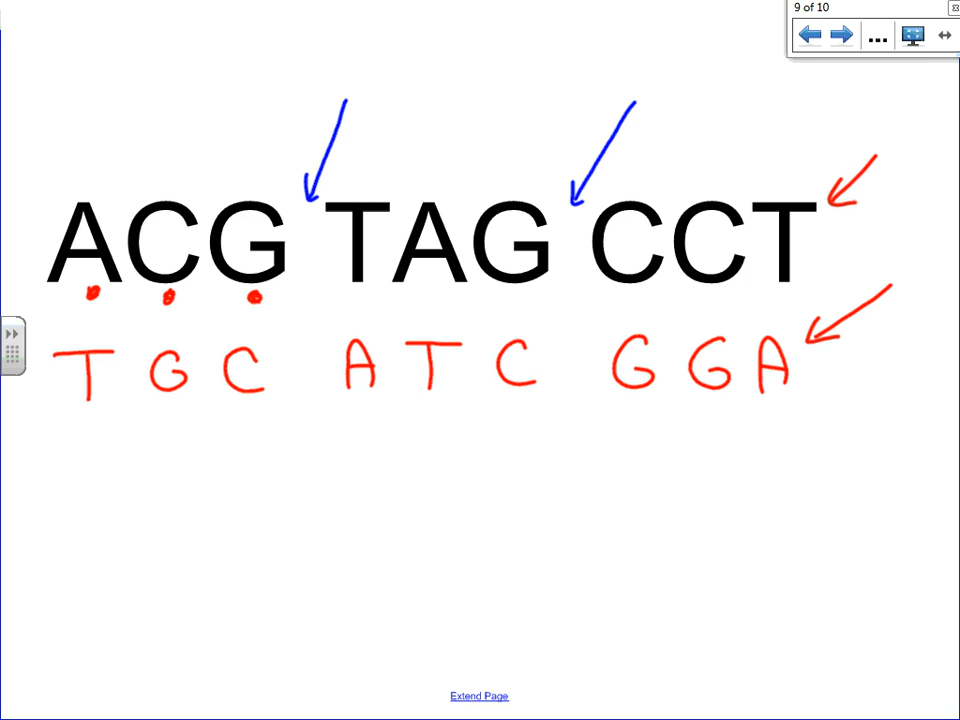 9 of 10
...
ACG TAG CCT
TGC ATC GGA
Extend Page